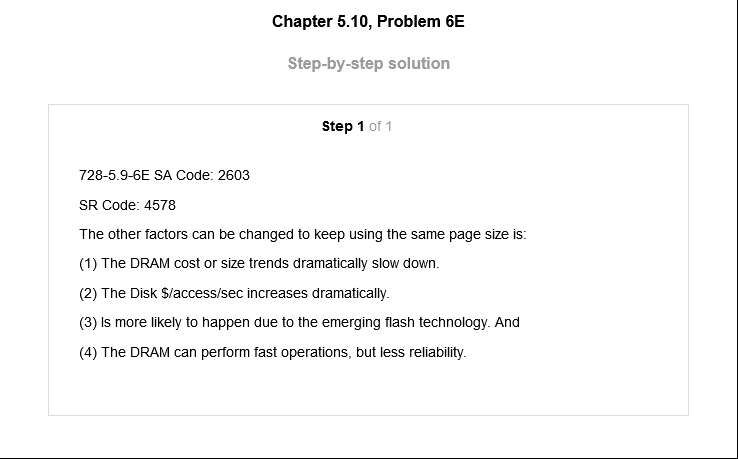 Chapter 5.10, Problem 6E
Step-by-step solution
Step 1 of 1
728-5.9-6E SA Code: 2603
SR Code: 4578
The other factors can be changed to keep using the same page size is:
(1) The DRAM cost or size trends dramatically slow down.
(2) The Disk $/access/sec increases dramatically.
(3) Is more likely to happen due to the emerging flash technology. And
(4) The DRAM can perform fast operations, but less reliability.